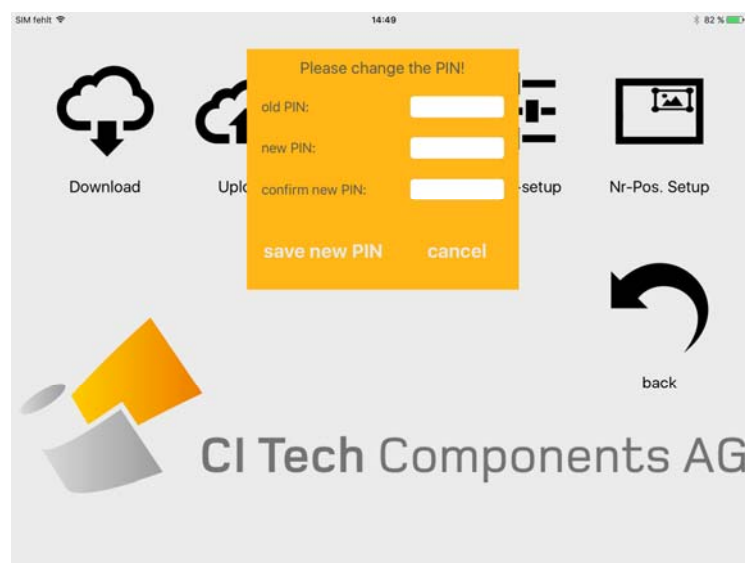 SIM fehlt 14:49 82 %
Please change the PIN!
old PIN:
new PIN:
confirm new PIN:
save new PIN cancel
Download Uplo -setup Nr-Pos. Setup
back
CI Tech Components AG